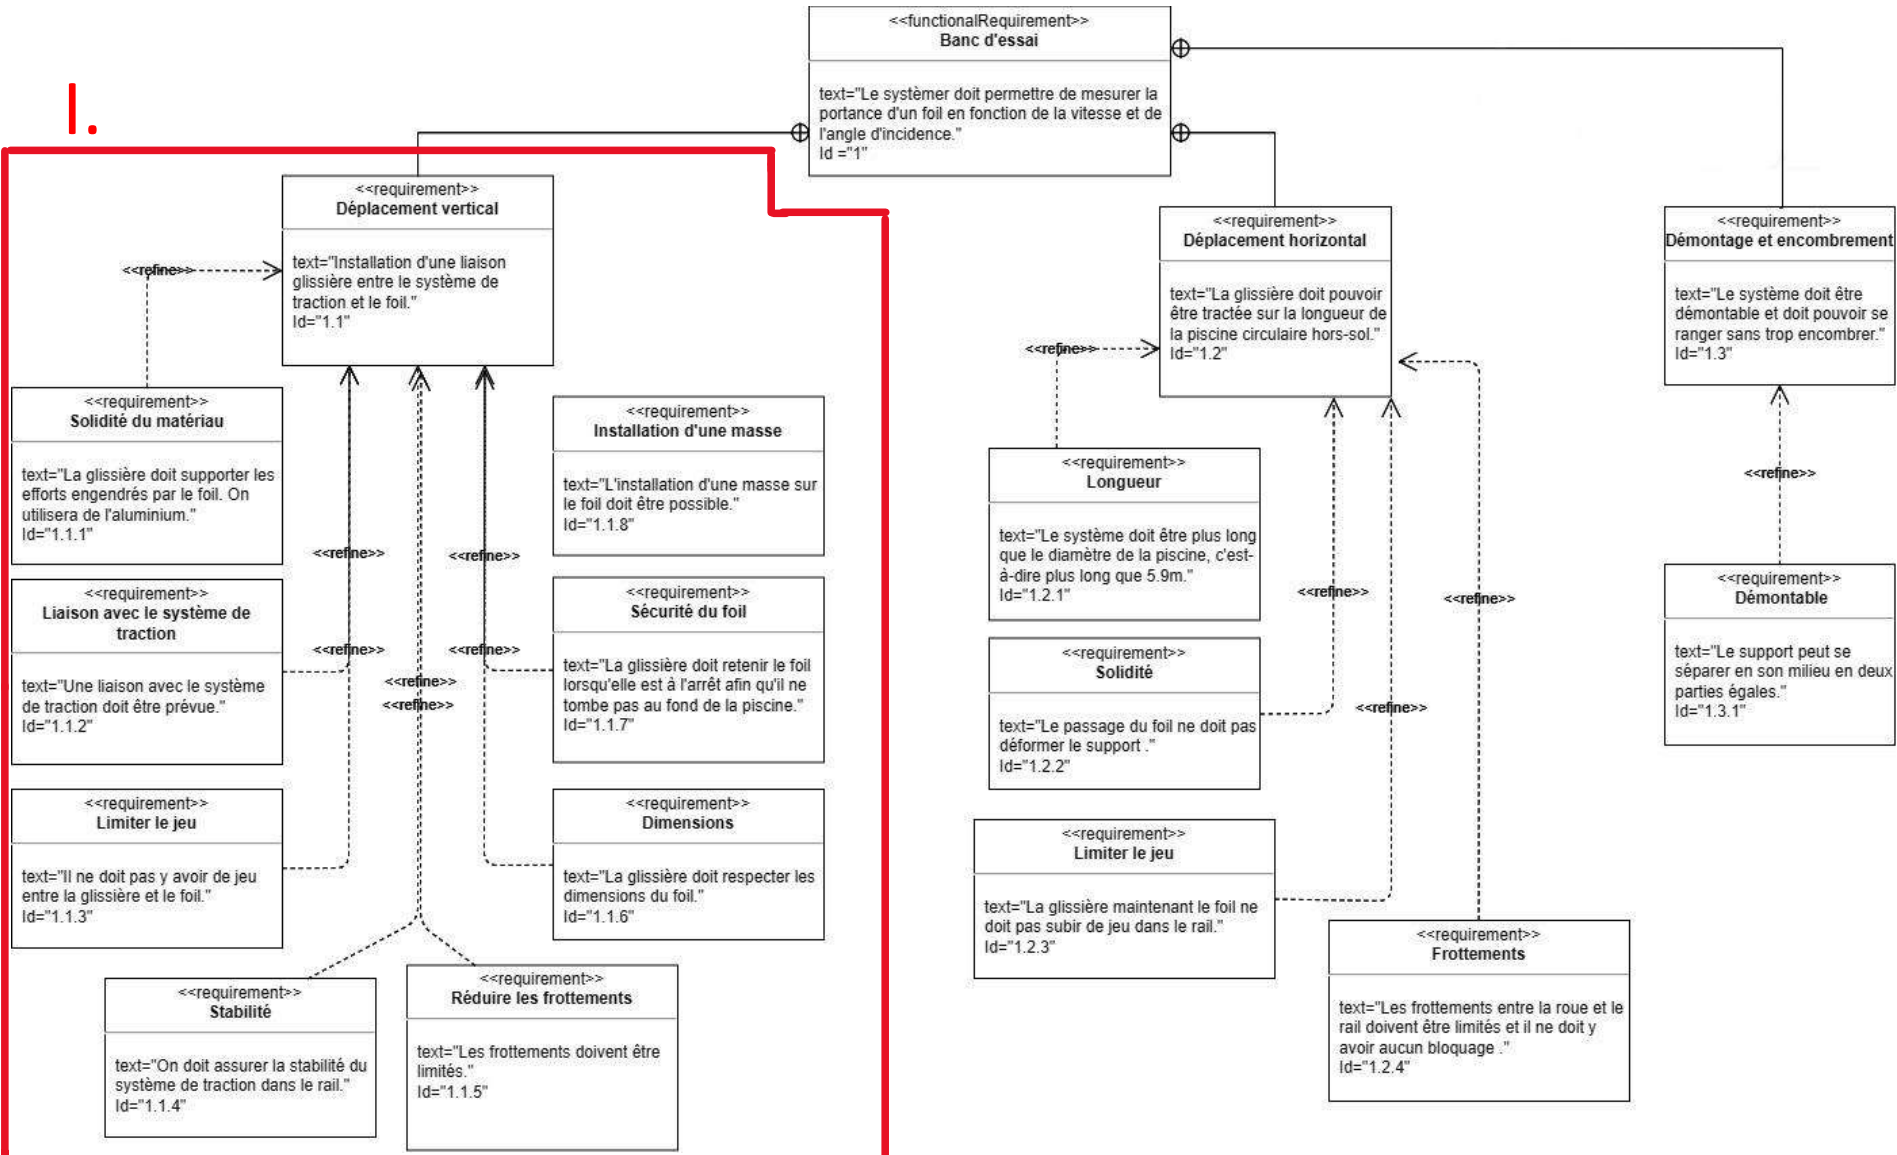 <<functionalRequirement>>
Banc d'essai
text="Le systèmer doit permettre de mesurer la
portance d'un foil en fonction de la vitesse et de
l'angle d'incidence."
Id ="1"
I.
<<requirement>>
Déplacement vertical
text="Installation d'une liaison
glissière entre le système de
traction et le foil."
Id="1.1"
<<refine>>
<<requirement>>
Solidité du matériau
text="La glissière doit supporter les
efforts engendrés par le foil. On
utilisera de l'aluminium."
Id="1.1.1"
<<requirement>>
Installation d'une masse
text="L'installation d'une masse sur
le foil doit être possible."
Id="1.1.8"
<<refine>>
<<refine>>
<<requirement>>
Liaison avec le système de
traction
text="Une liaison avec le système
de traction doit être prévue."
Id="1.1.2"
<<requirement>>
Sécurité du foil
text="La glissière doit retenir le foil
lorsqu'elle est à l'arrêt afin qu'il ne
tombe pas au fond de la piscine."
Id="1.1.7"
<<refine>>
<<refine>>
<<refine>>
<<refine>>
<<requirement>>
Limiter le jeu
text="Il ne doit pas y avoir de jeu
entre la glissière et le foil."
Id="1.1.3"
<<requirement>>
Dimensions
text="La glissière doit respecter les
dimensions du foil."
Id="1.1.6"
<<requirement>>
Stabilité
text="On doit assurer la stabilité du
système de traction dans le rail."
Id="1.1.4"
<<requirement>>
Réduire les frottements
text="Les frottements doivent être
limités."
Id="1.1.5"
<<requirement>>
Déplacement horizontal
text="La glissière doit pouvoir
être tractée sur la longueur de
la piscine circulaire hors-sol."
Id="1.2"
<<refine>>
<<requirement>>
Longueur
text="Le système doit être plus long
que le diamètre de la piscine, c'est-
à-dire plus long que 5.9m."
Id="1.2.1"
<<refine>>
<<refine>>
<<requirement>>
Solidité
text="Le passage du foil ne doit pas
déformer le support ."
Id="1.2.2"
<<refine>>
<<requirement>>
Limiter le jeu
text="La glissière maintenant le foil ne
doit pas subir de jeu dans le rail."
Id="1.2.3"
<<requirement>>
Frottements
text="Les frottements entre la roue et le
rail doivent être limités et il ne doit y
avoir aucun bloquage ."
Id="1.2.4"
<<requirement>>
Démontage et encombrement
text="Le système doit être
démontable et doit pouvoir se
ranger sans trop encombrer."
Id="1.3"
<<refine>>
<<requirement>>
Démontable
text="Le support peut se
séparer en son milieu en deux
parties égales."
Id="1.3.1"